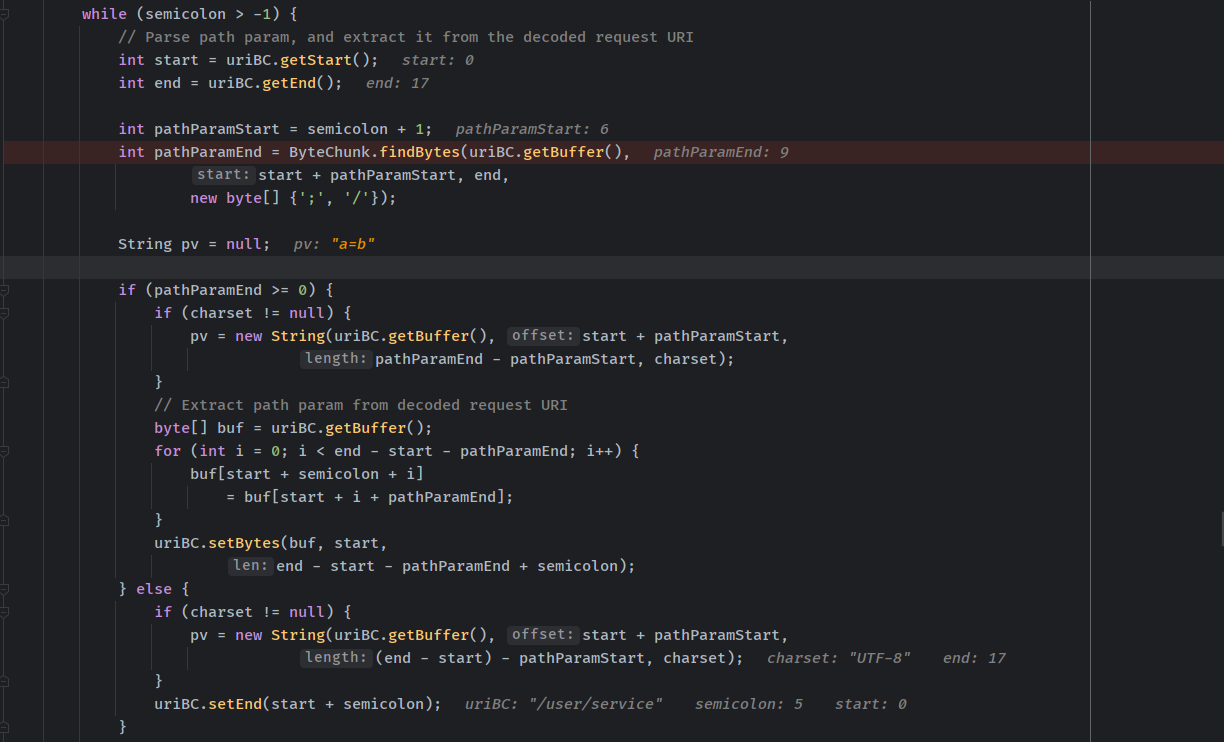 while (semicolon > -1) {
// Parse path param, and extract it from the decoded request URI
int start = uriBC.getStart();   start: 0
int end = uriBC.getEnd();   end: 17
int pathParamStart = semicolon + 1;   pathParamStart: 6
int pathParamEnd = ByteChunk.findBytes(uriBC.getBuffer(),   pathParamEnd: 9
start: start + pathParamStart, end,
new byte[] {';', '/'});
String pv = null;   pv: "a=b"
if (pathParamEnd >= 0) {
if (charset != null) {
pv = new String(uriBC.getBuffer(), offset: start + pathParamStart,
length: pathParamEnd - pathParamStart, charset);
}
// Extract path param from decoded request URI
byte[] buf = uriBC.getBuffer();
for (int i = 0; i < end - start - pathParamEnd; i++) {
buf[start + semicolon + i]
= buf[start + i + pathParamEnd];
}
uriBC.setBytes(buf, start,
len: end - start - pathParamEnd + semicolon);
} else {
if (charset != null) {
pv = new String(uriBC.getBuffer(), offset: start + pathParamStart,
length: (end - start) - pathParamStart, charset);   charset: "UTF-8"   end: 17
}
uriBC.setEnd(start + semicolon);   uriBC: "/user/service"   semicolon: 5   start: 0
}